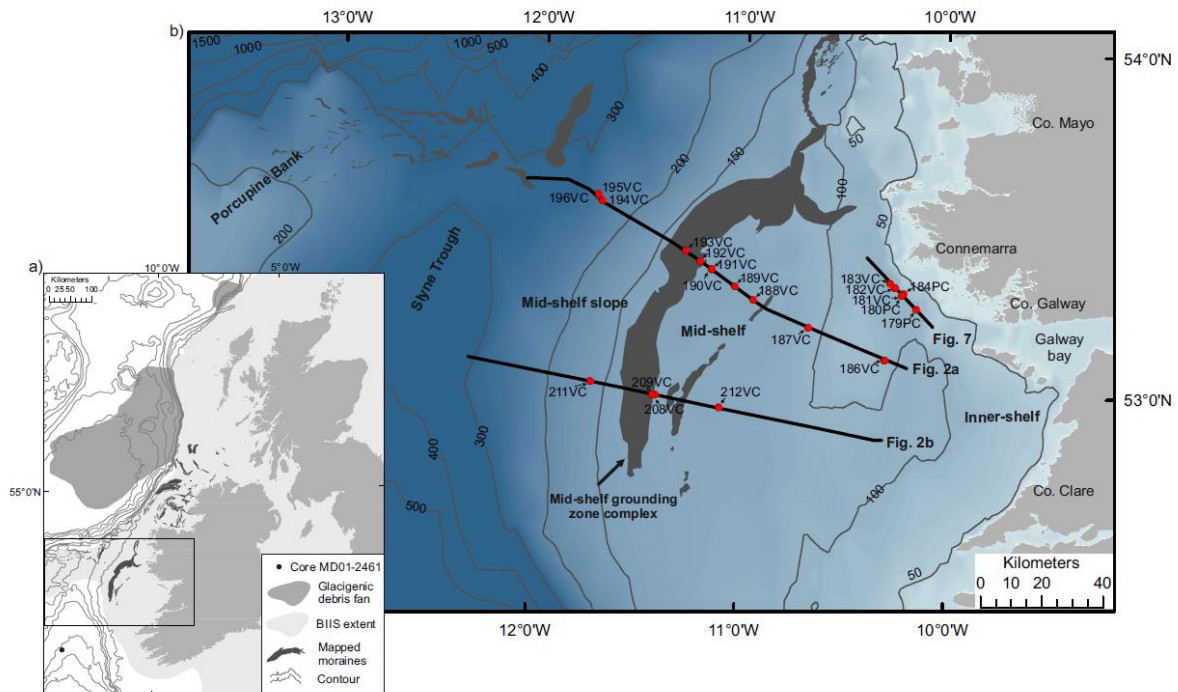 b)
13°0'W
12°0'W
11°0'W
10°0'W
1500
1000
1000
500
400
300
200
150
100
50
50
54°0'N
Co. Mayo
Porcupine Bank
200
195VC
196VC
194VC
193VC
192VC
191VC
190VC
189VC
188VC
Connemarra
183VC
184PC
182VC
181VC
180PC
179PC
Co. Galway
Galway
bay
Fig. 7
Slyne Trough
Mid-shelf slope
Mid-shelf
187VC
186VC
Fig. 2a
209VC
211VC
212VC
208VC
53°0'N
Inner-shelf
Fig. 2b
400
300
500
Mid-shelf grounding
zone complex
100
Co. Clare
50
Kilometers
0 10 20 40
12°0'W
11°0'W
10°0'W
a)
Kilometers
0 25 50 100
10°0'W
5°0'W
55°0'N
Core MD01-2461
Glacigenic
debris fan
BIIS extent
Mapped
moraines
Contour